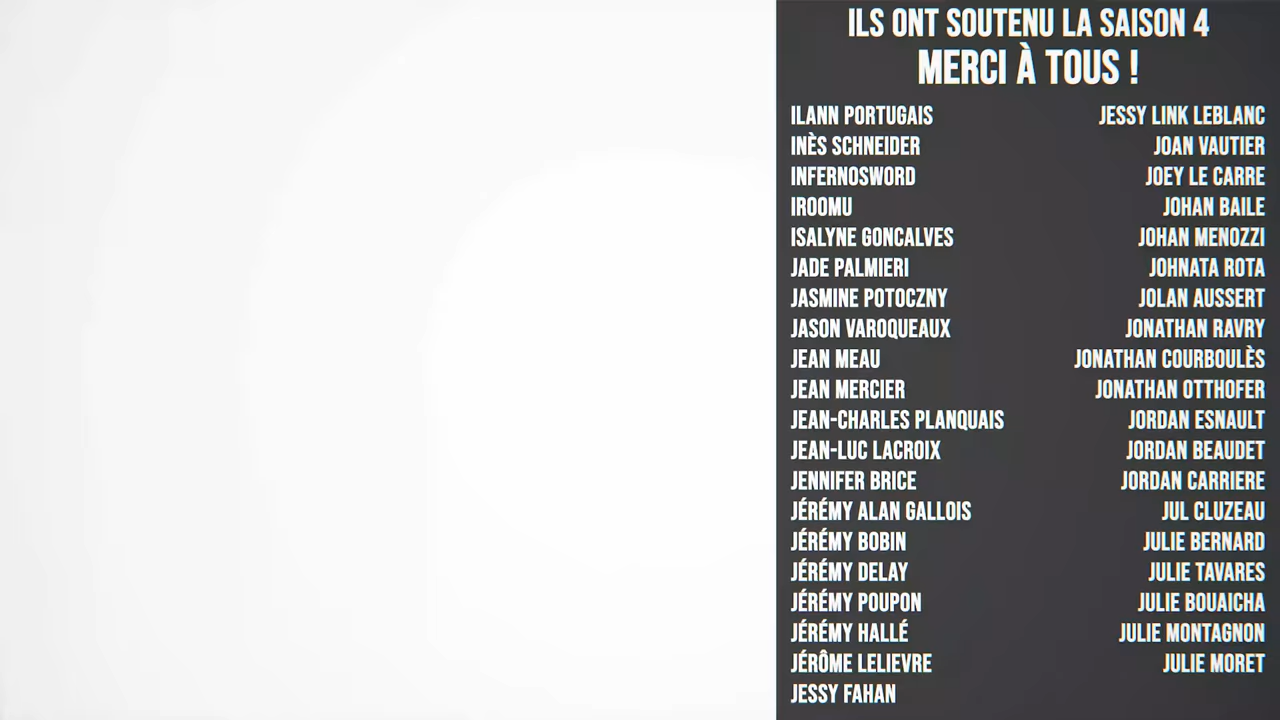 ILS ONT SOUTENU LA SAISON 4
MERCI À TOUS !
ILANN PORTUGAIS
INÈS SCHNEIDER
INFERNOSWORD
IROOMU
ISALYNE GONCALVES
JADE PALMIERI
JASMINE POTOCZNY
JASON VAROQUEAUX
JEAN MEAU
JEAN MERCIER
JEAN-CHARLES PLANQUAIS
JEAN-LUC LACROIX
JENNIFER BRICE
JÉRÉMY ALAN GALLOIS
JÉRÉMY BOBIN
JÉRÉMY DELAY
JÉRÉMY POUPON
JÉRÉMY HALLÉ
JÉRÔME LELIEVRE
JESSY FAHAN
JESSY LINK LEBLANC
JOAN VAUTIER
JOEY LE CARRE
JOHAN BAILE
JOHAN MENOZZI
JOHNATA ROTA
JOLAN AUSSERT
JONATHAN RAVRY
JONATHAN COURBOULÈS
JONATHAN OTTHOFER
JORDAN ESNAULT
JORDAN BEAUDET
JORDAN CARRIERE
JUL CLUZEAU
JULIE BERNARD
JULIE TAVARES
JULIE BOUAICHA
JULIE MONTAGNON
JULIE MORET